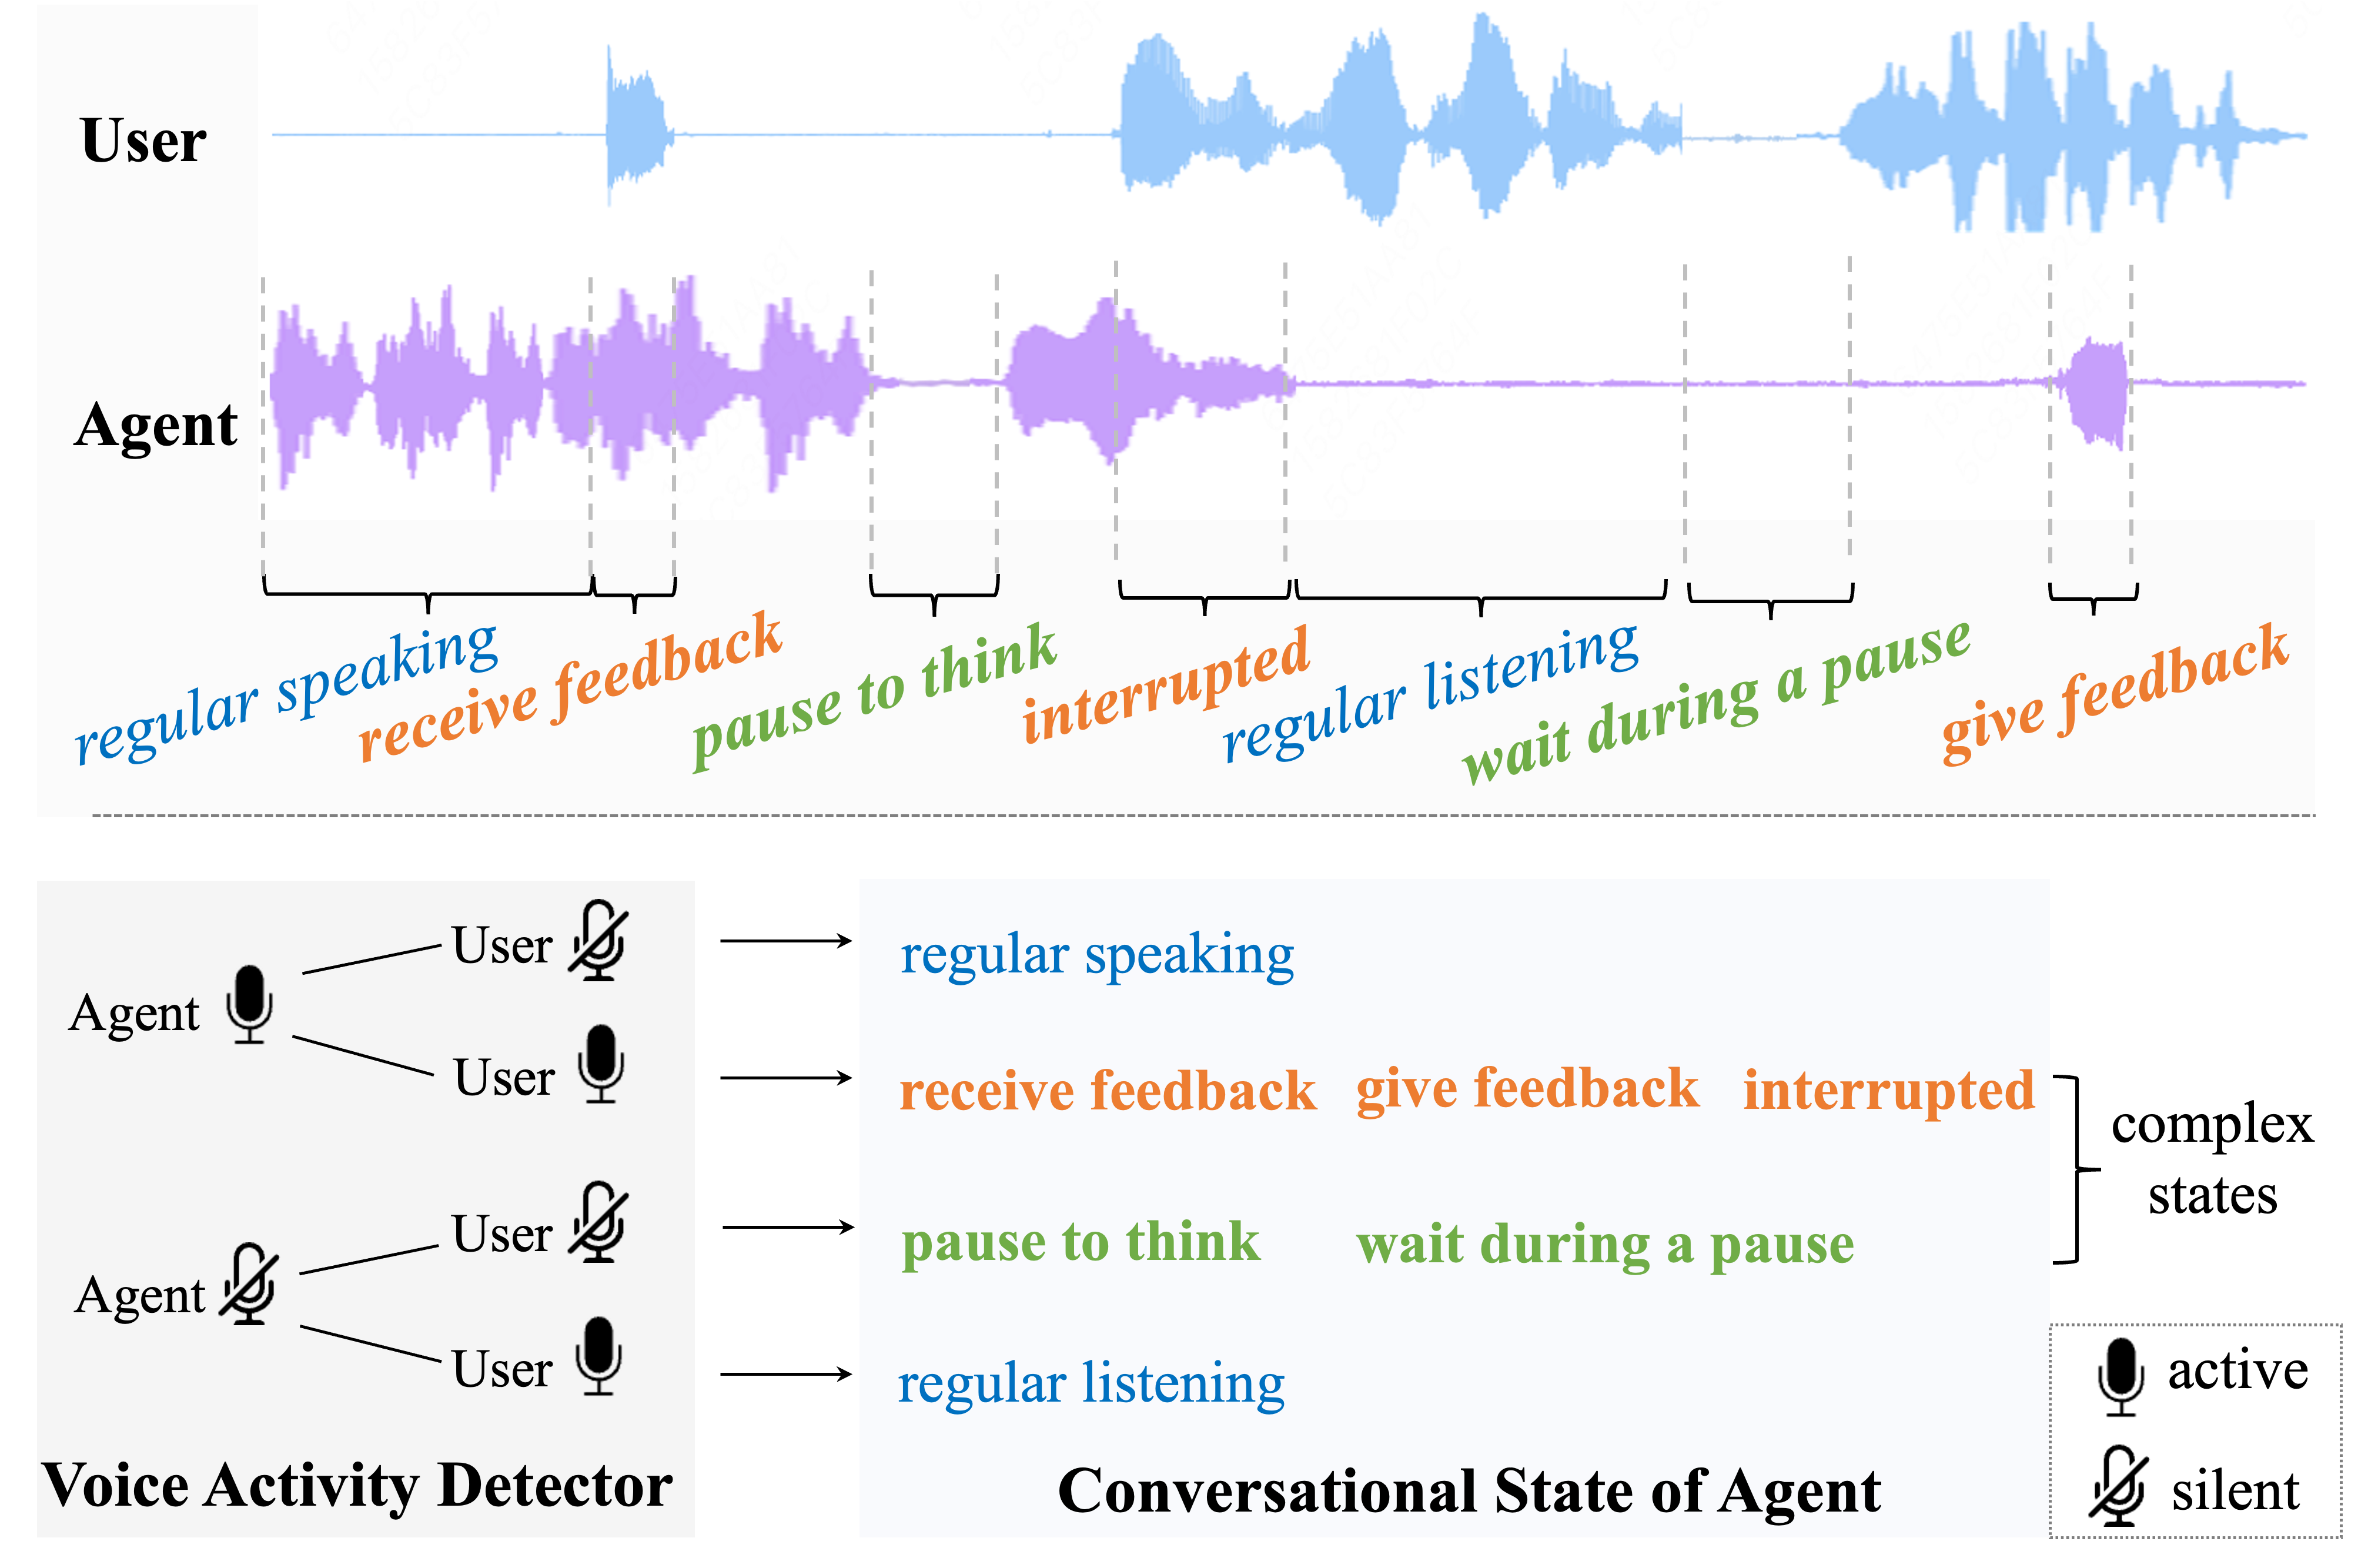 User
Agent
regular speaking
receive feedback
pause to think
interrupted
regular listening
wait during a pause
give feedback
User
regular speaking
Agent
User
receive feedback give feedback interrupted
complex
states
User
pause to think wait during a pause
Agent
User
regular listening
active
silent
Voice Activity Detector
Conversational State of Agent